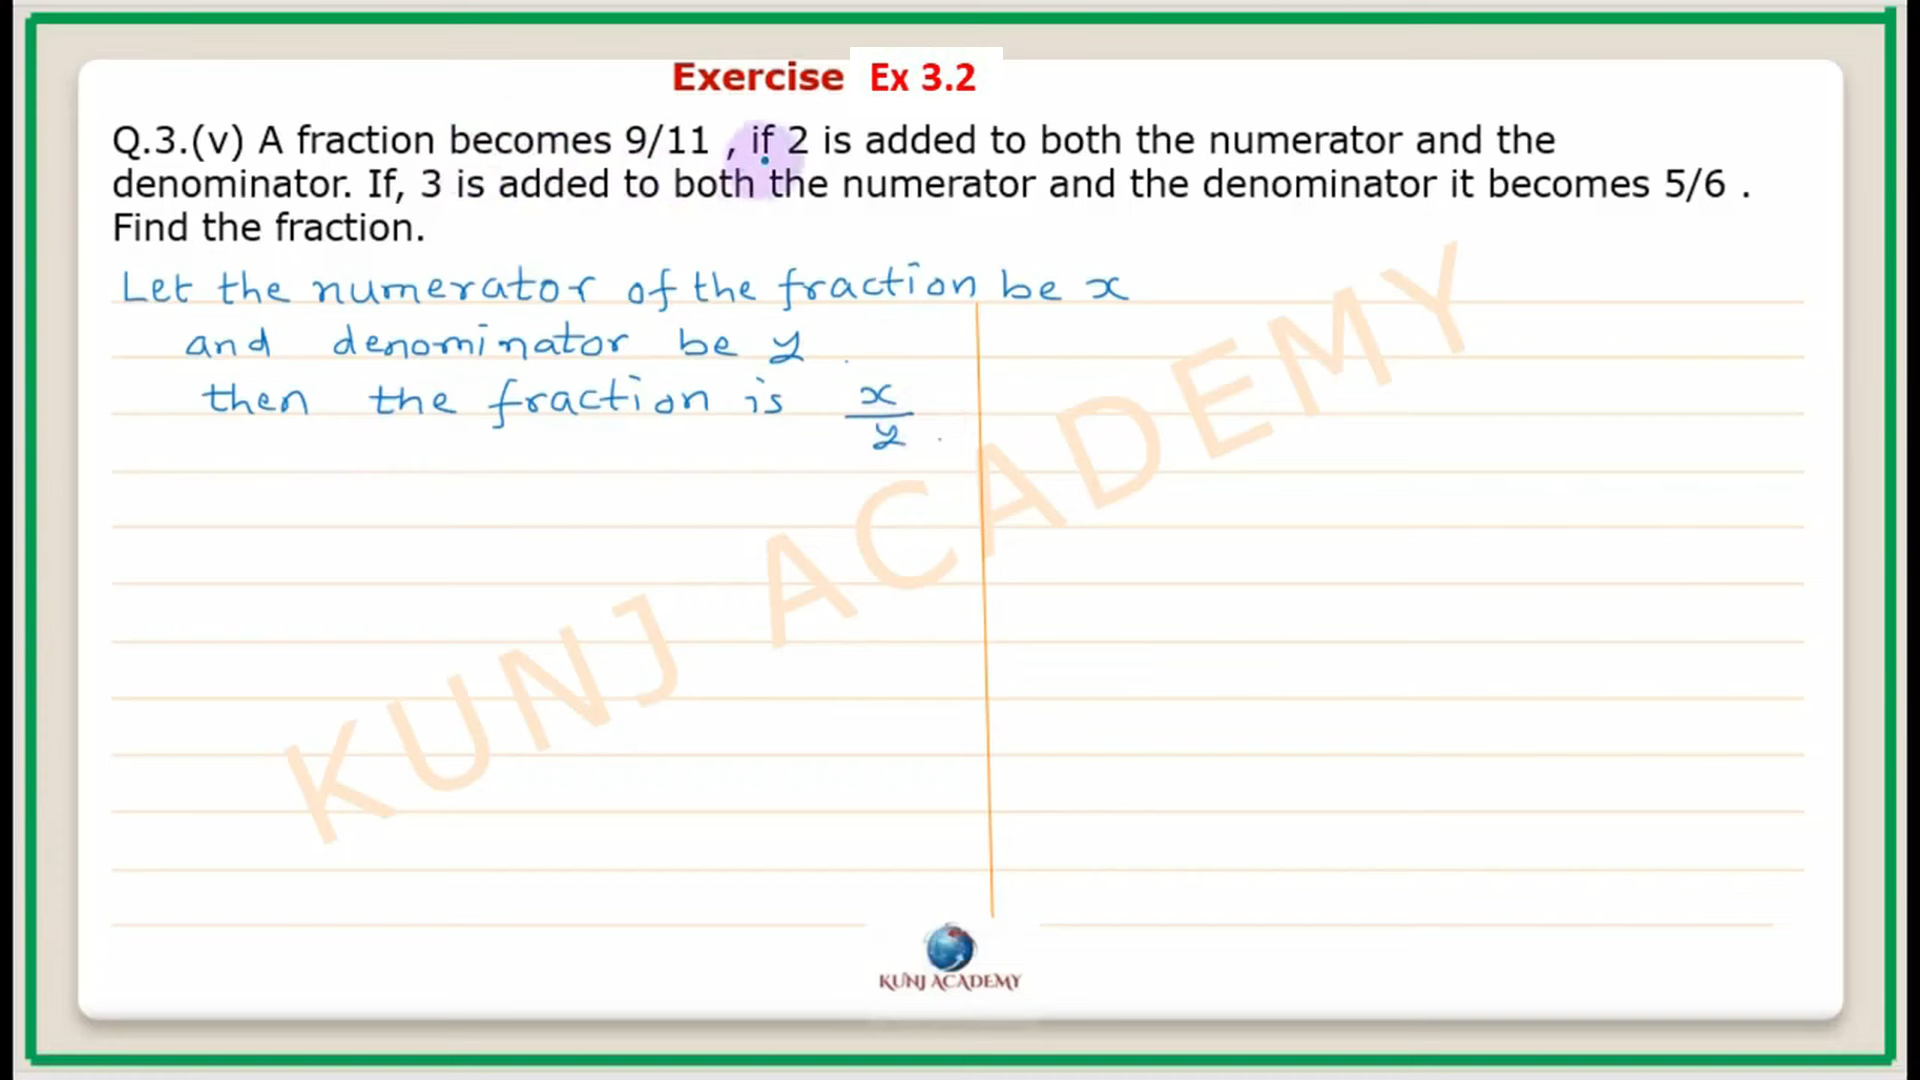 Exercise Ex 3.2
Q.3.(v) A fraction becomes 9/11 , if 2 is added to both the numerator and the
denominator. If, 3 is added to both the numerator and the denominator it becomes 5/6 .
Find the fraction.
Let the numerator of the fraction be x
and denominator be y
then the fraction is x/y
KUNJ ACADEMY
KUNJ ACADEMY